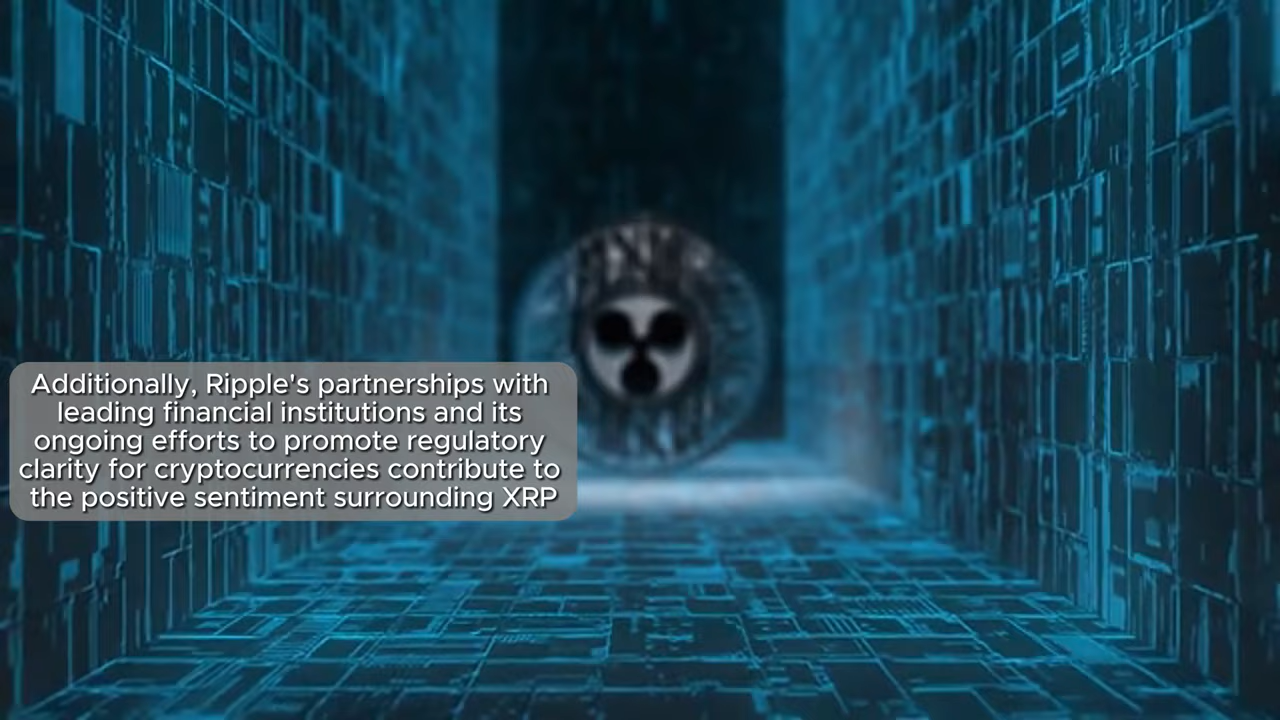 Additionally, Ripple's partnerships with
leading financial institutions and its
ongoing efforts to promote regulatory
clarity for cryptocurrencies contribute to
the positive sentiment surrounding XRP